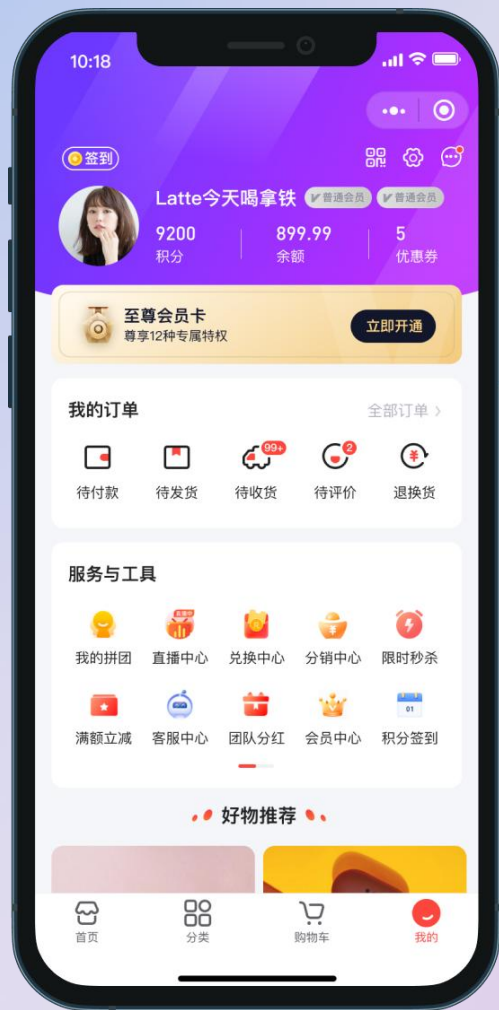 10:18
签到
Latte今天喝拿铁 普通会员 普通会员
9200 899.99 5
积分 余额 优惠券
至尊会员卡
尊享12种专属特权
立即开通
我的订单 全部订单
99+ 2
待付款 待发货 待收货 待评价 退换货
服务与工具
我的拼团 直播中心 兑换中心 分销中心 限时秒杀
01
满额立减 客服中心 团队分红 会员中心 积分签到
好物推荐
首页 分类 购物车 我的